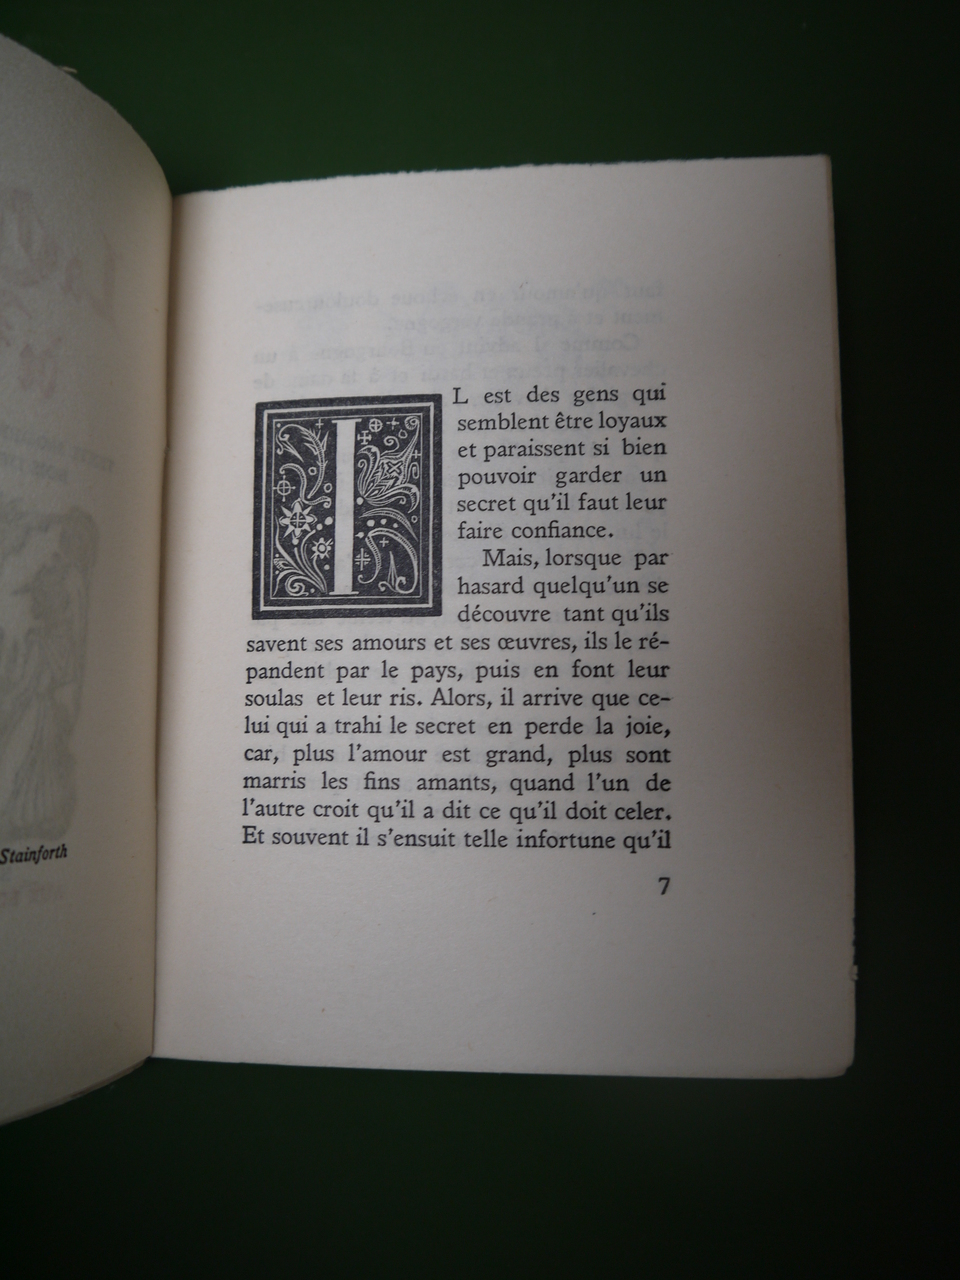 IL est des gens qui
semblent être loyaux
et paraissent si bien
pouvoir garder un
secret qu'il faut leur
faire confiance.
Mais, lorsque par
hasard quelqu'un se
découvre tant qu'ils
savent ses amours et ses œuvres, ils le ré-
pandent par le pays, puis en font leur
soulas et leur ris. Alors, il arrive que ce-
lui qui a trahi le secret en perde la joie,
car, plus l'amour est grand, plus sont
marris les fins amants, quand l'un de
l'autre croit qu'il a dit ce qu'il doit celer.
Et souvent il s'ensuit telle infortune qu'il
7
Stainforth